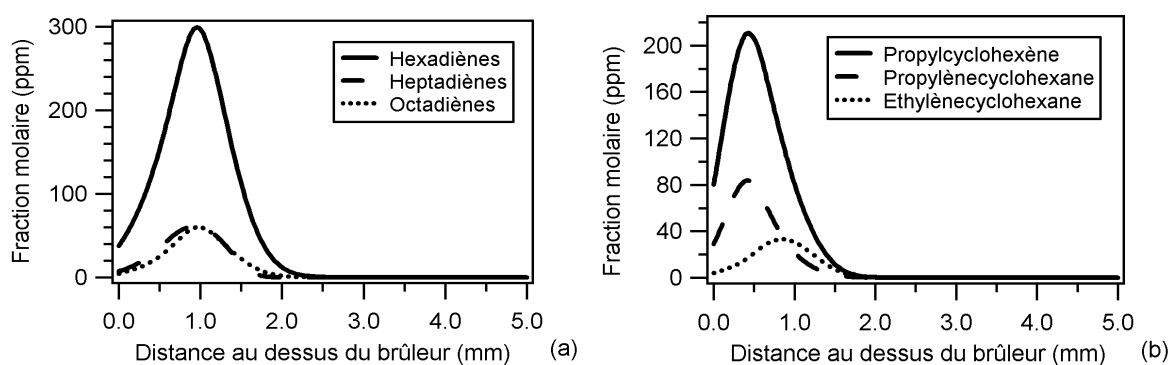 Fraction molaire (ppm)
300
200
100
0
Hexadiènes
Heptadiènes
Octadiènes
0.0 1.0 2.0 3.0 4.0 5.0
Distance au dessus du brûleur (mm)
(a)
Fraction molaire (ppm)
200
160
120
80
40
0
Propylcyclohexène
Propylènecyclohexane
Ethylènecyclohexane
0.0 1.0 2.0 3.0 4.0 5.0
Distance au dessus du brûleur (mm)
(b)